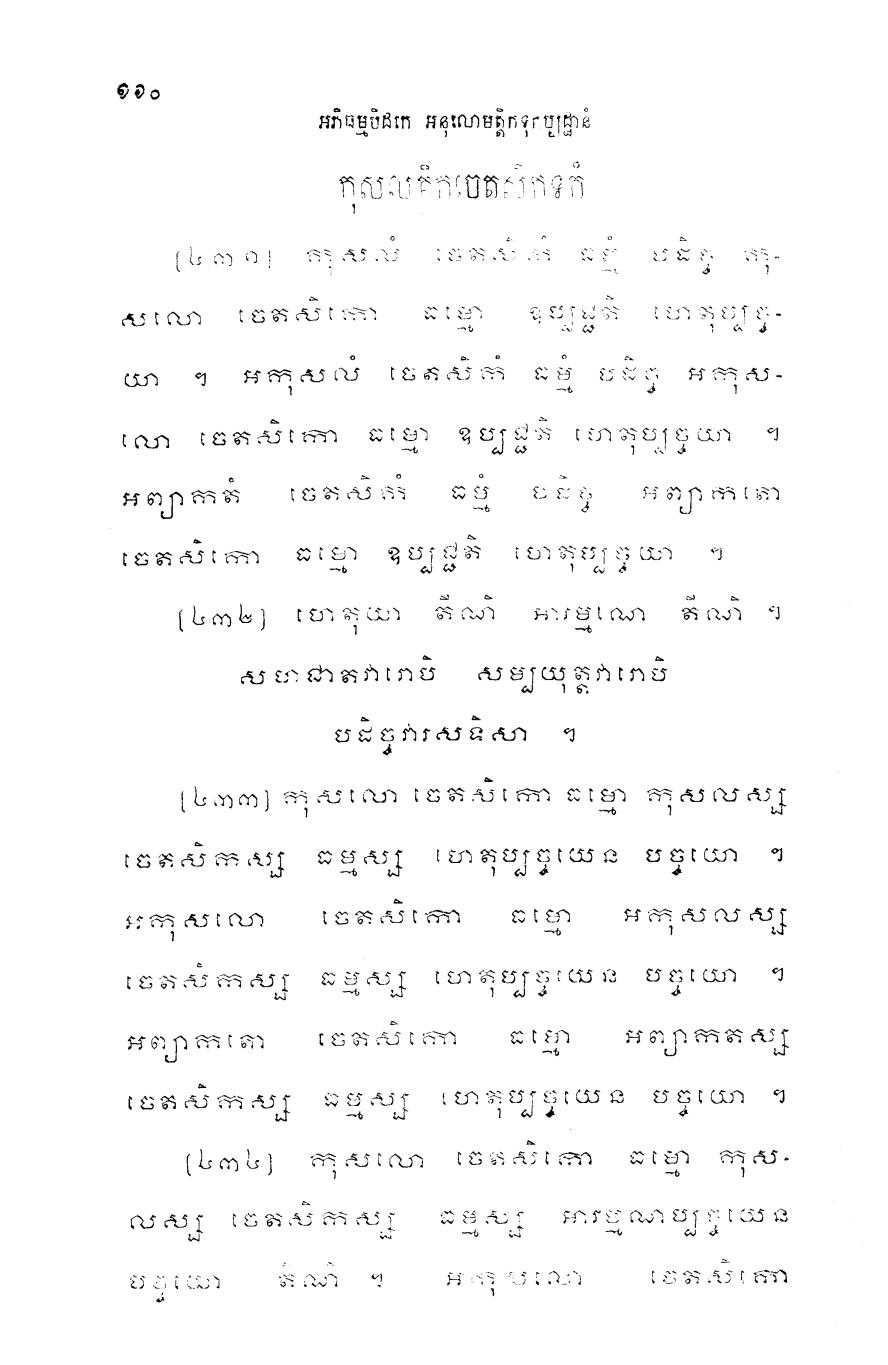 ១១០
អភិធម្មបិដកេ អនុលោមត្តិកទុកប្បដ្ឋានំ
កុសលត្តិកចេតសិកទុកំ
[៤៣១] កុសលំ ចេតសិកំ ធម្មំ បដិច្ច កុ-
សលោ ចេតសិកោ ធម្មោ ឧប្បជ្ជតិ ហេតុប្បច្ច-
យា ។ អកុសលំ ចេតសិកំ ធម្មំ បដិច្ច អកុស-
លោ ចេតសិកោ ធម្មោ ឧប្បជ្ជតិ ហេតុប្បច្ចយា ។
អព្យាកតំ ចេតសិកំ ធម្មំ បដិច្ច អព្យាកតោ
ចេតសិកោ ធម្មោ ឧប្បជ្ជតិ ហេតុប្បច្ចយា ។
[៤៣២] ហេតុយា តីណិ អារម្មណេ តីណិ ។
សហជាតវារោបិ សម្បយុត្តវារោបិ
បដិច្ចវារសទិសា ។
[៤៣៣] កុសលោ ចេតសិកោ ធម្មោ កុសលស្ស
ចេតសិកស្ស ធម្មស្ស ហេតុប្បច្ចយេន បច្ចយោ ។
អកុសលោ ចេតសិកោ ធម្មោ អកុសលស្ស
ចេតសិកស្ស ធម្មស្ស ហេតុប្បច្ចយេន បច្ចយោ ។
អព្យាកតោ ចេតសិកោ ធម្មោ អព្យាកតស្ស
ចេតសិកស្ស ធម្មស្ស ហេតុប្បច្ចយេន បច្ចយោ ។
[៤៣៤] កុសលោ ចេតសិកោ ធម្មោ កុស-
លស្ស ចេតសិកស្ស ធម្មស្ស អារម្មណប្បច្ចយេន
បច្ចយោ តីណិ ។ អកុសលោ ចេតសិកោ